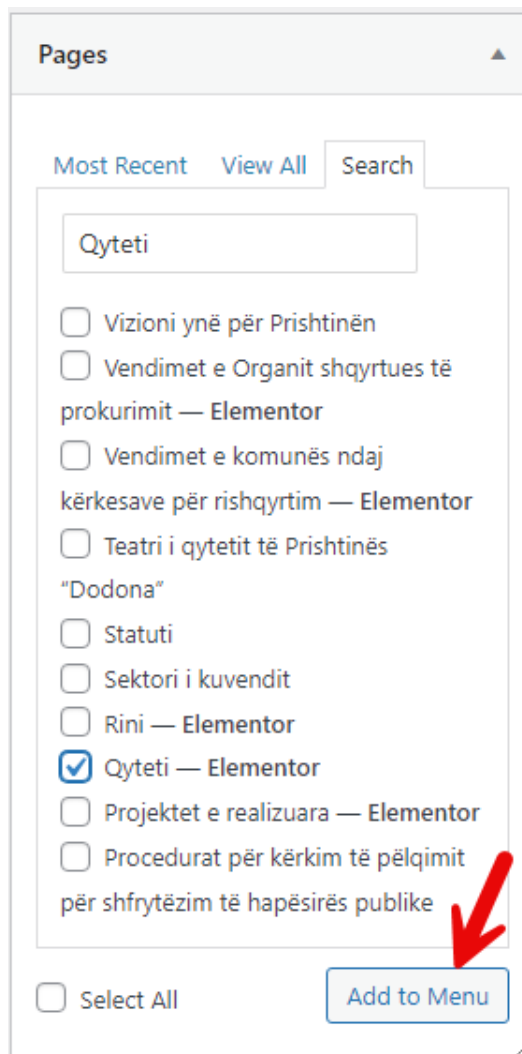 Pages
Most Recent View All Search
Qyteti
Vizioni ynë për Prishtinën
Vendimet e Organit shqyrtues të
prokurimit — Elementor
Vendimet e komunës ndaj
kërkesave për rishqyrtim — Elementor
Teatri i qytetit të Prishtinës
“Dodona”
Statuti
Sektori i kuvendit
Rini — Elementor
Qyteti — Elementor
Projektet e realizuara — Elementor
Procedurat për kërkim të pëlqimit
për shfrytëzim të hapësirës publike
Select All Add to Menu